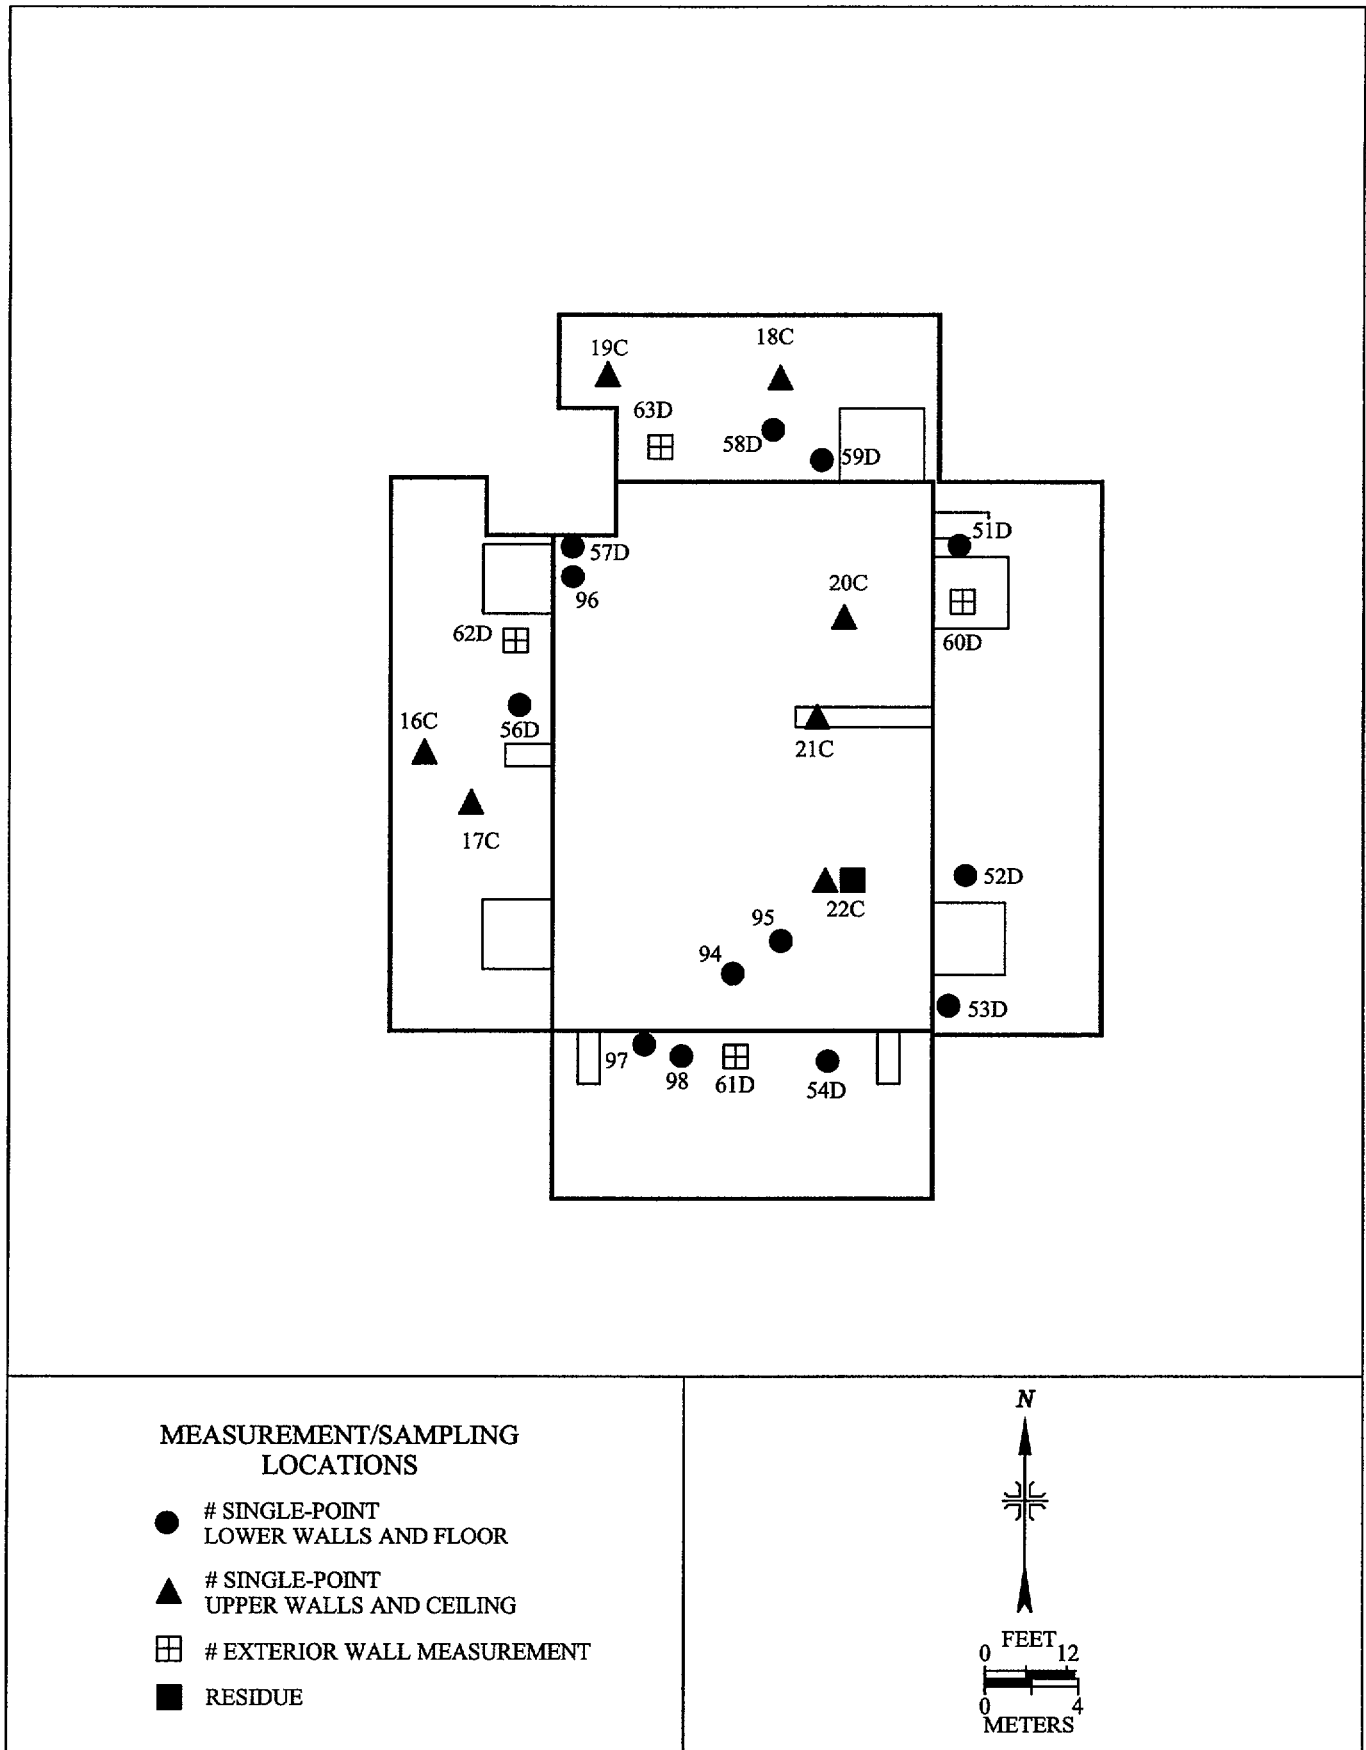 18C
19C
63D
58D
59D
51D
57D
96
20C
62D
60D
16C
56D
21C
17C
52D
22C
95
94
53D
97
98
61D
54D
MEASUREMENT/SAMPLING
LOCATIONS
# SINGLE-POINT
LOWER WALLS AND FLOOR
# SINGLE-POINT
UPPER WALLS AND CEILING
# EXTERIOR WALL MEASUREMENT
RESIDUE
N
FEET
0 12
0 4
METERS